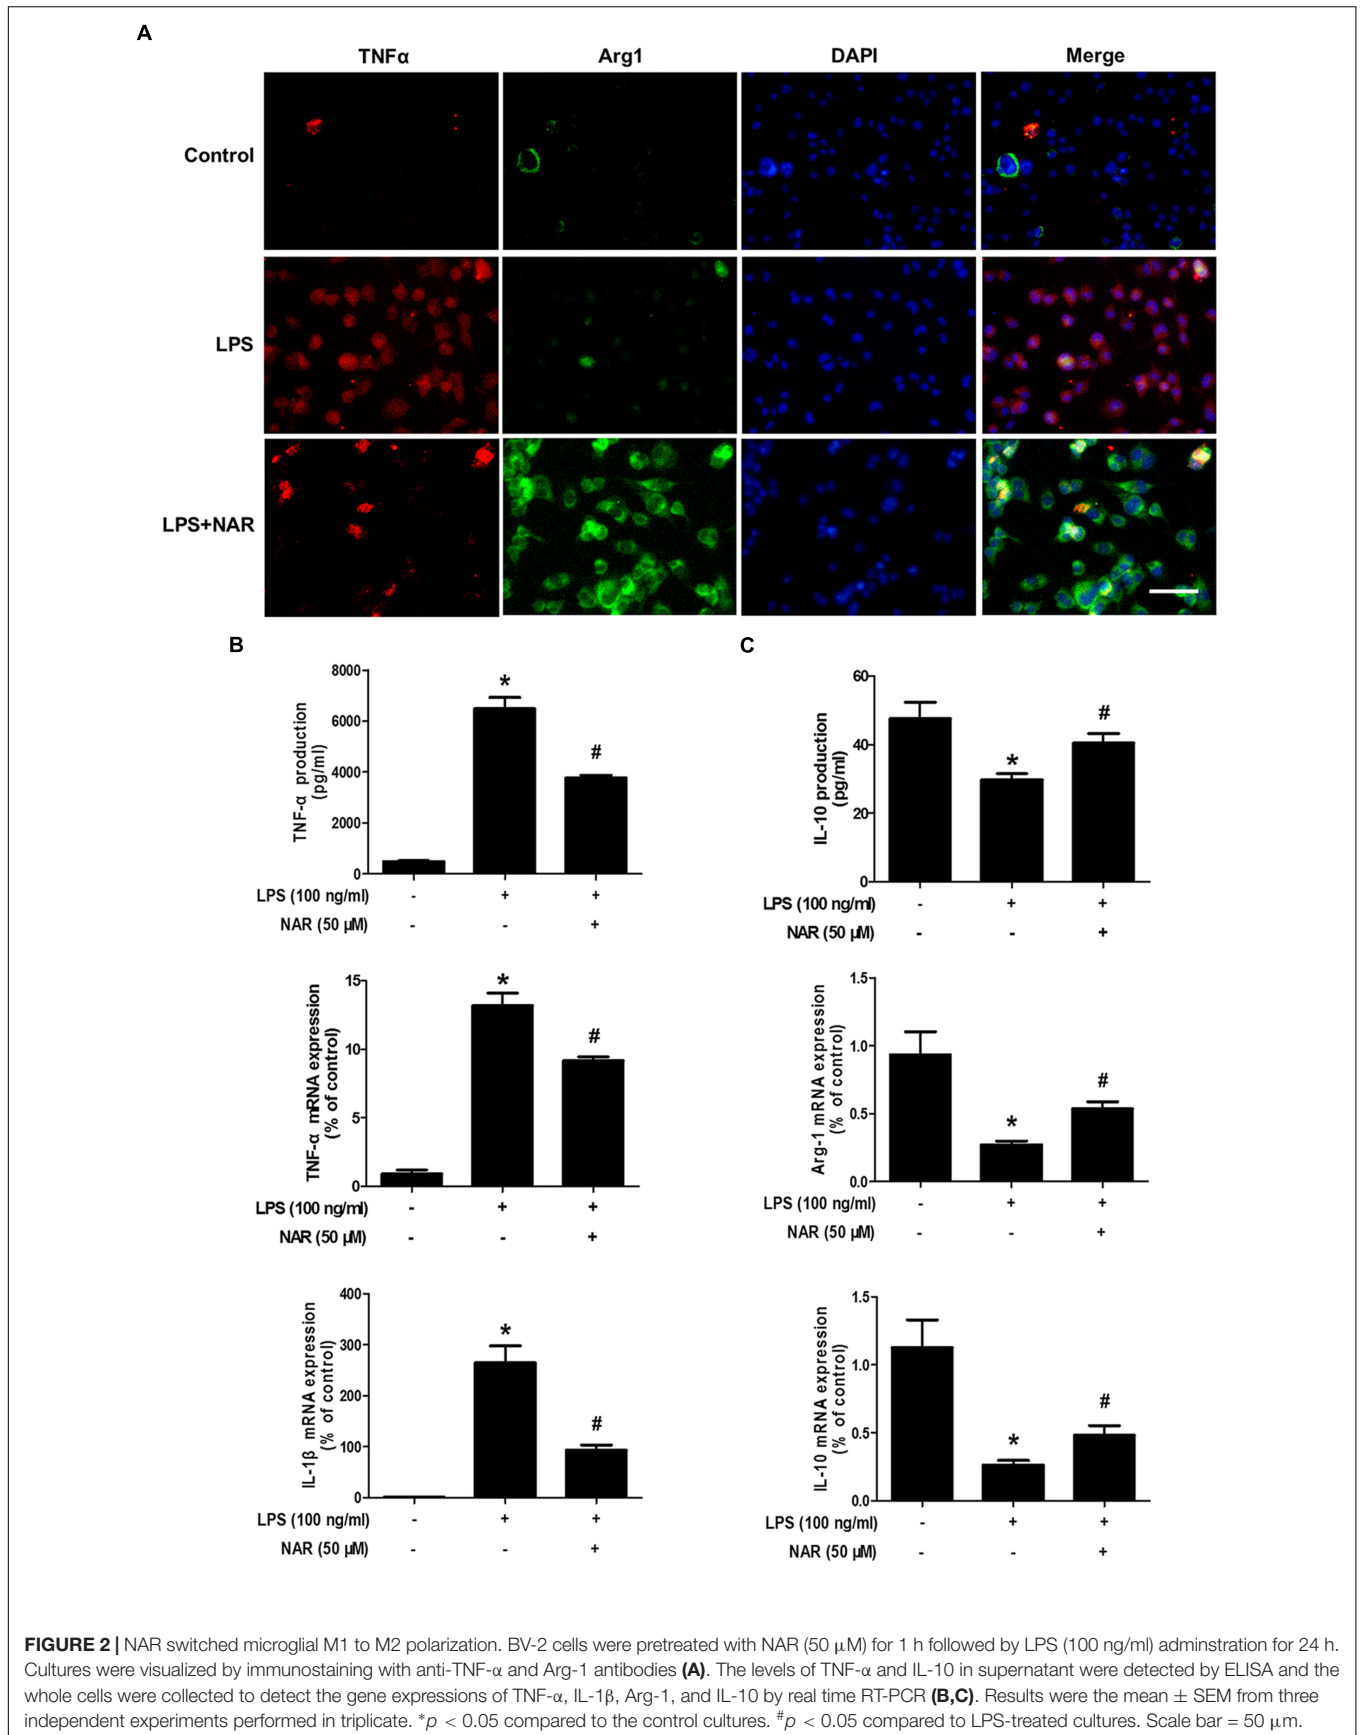 A
TNFα Arg1 DAPI Merge
Control
LPS
LPS+NAR
B
8000
6000
4000
2000
0
TNF-α production
(pg/ml)
*
#
LPS (100 ng/ml) - + +
NAR (50 µM) - - +
15
10
5
0
TNF-α mRNA expression
(% of control)
*
#
LPS (100 ng/ml) - + +
NAR (50 µM) - - +
400
300
200
100
0
IL-1β mRNA expression
(% of control)
*
#
LPS (100 ng/ml) - + +
NAR (50 µM) - - +
C
60
40
20
0
IL-10 production
(pg/ml)
*
#
LPS (100 ng/ml) - + +
NAR (50 µM) - - +
1.5
1.0
0.5
0.0
Arg-1 mRNA expression
(% of control)
*
#
LPS (100 ng/ml) - + +
NAR (50 µM) - - +
1.5
1.0
0.5
0.0
IL-10 mRNA expression
(% of control)
*
#
LPS (100 ng/ml) - + +
NAR (50 µM) - - +
FIGURE 2 | NAR switched microglial M1 to M2 polarization. BV-2 cells were pretreated with NAR (50 µM) for 1 h followed by LPS (100 ng/ml) adminstration for 24 h.
Cultures were visualized by immunostaining with anti-TNF-α and Arg-1 antibodies (A). The levels of TNF-α and IL-10 in supernatant were detected by ELISA and the
whole cells were collected to detect the gene expressions of TNF-α, IL-1β, Arg-1, and IL-10 by real time RT-PCR (B,C). Results were the mean ± SEM from three
independent experiments performed in triplicate. *p < 0.05 compared to the control cultures. #p < 0.05 compared to LPS-treated cultures. Scale bar = 50 µm.